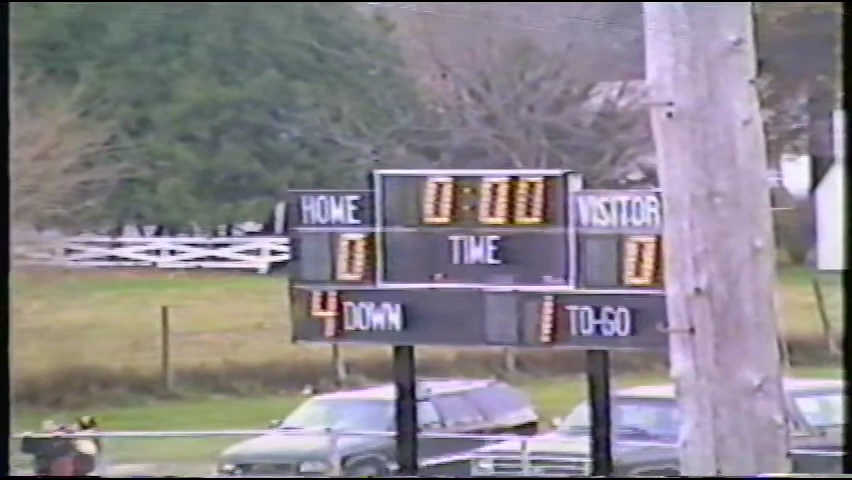 HOME 0:00 VISITOR
0 TIME 0
4 DOWN 1 TO-GO